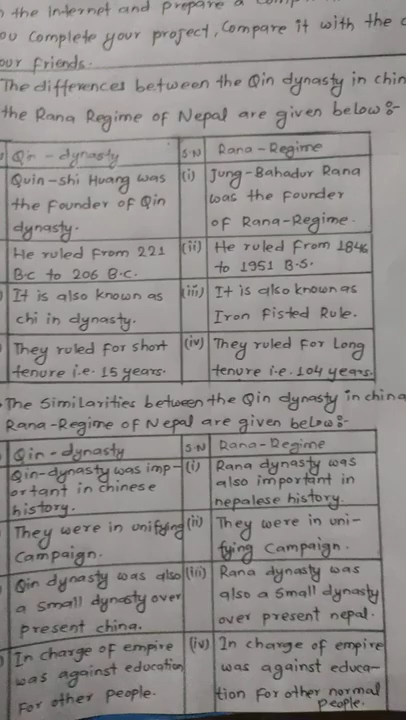 the Internet and prepare a
ou complete your project, Compare it with the
our friends.
The differences between the Qin dynasty in chin
the Rana Regime of Nepal are given below:-
Qin - dynasty S.N Rana - Regime
Quin-shi Huang was (i) Jung-Bahadur Rana
the founder of Qin was the Founder
dynasty. of Rana-Regime.
He ruled from 221 (ii) He ruled from 1846
BC to 206 B.C. to 1951 B.S.
It is also known as (iii) It is also known as
chi in dynasty. Iron Fisted Rule.
They ruled for short (iv) They ruled For Long
tenure i.e. 15 years. tenure i.e. 104 years.
The Similarities between the Qin dynasty in china
Rana-Regime of Nepal are given below:-
Qin - dynasty S.N Rana-Regime
Qin-dynasty was imp- (i) Rana dynasty was
ortant in chinese also important in
history. nepalese history.
They were in unifying (ii) They were in uni-
campaign. fying campaign.
Qin dynasty was also (iii) Rana dynasty was
a small dynasty over also a small dynasty
present china. over present nepal.
In charge of empire (iv) In charge of empire
was against education was against educa-
For other people. tion for other normal
people.